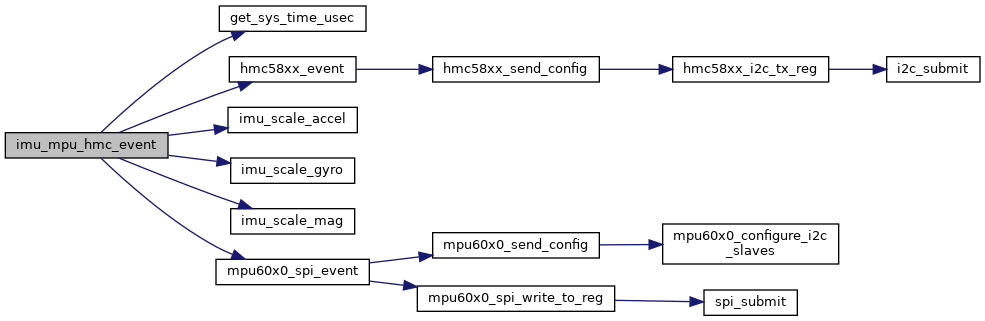 get_sys_time_usec
hmc58xx_event
hmc58xx_send_config
hmc58xx_i2c_tx_reg
i2c_submit
imu_scale_accel
imu_mpu_hmc_event
imu_scale_gyro
imu_scale_mag
mpu60x0_send_config
mpu60x0_configure_i2c
_slaves
mpu60x0_spi_event
mpu60x0_spi_write_to_reg
spi_submit